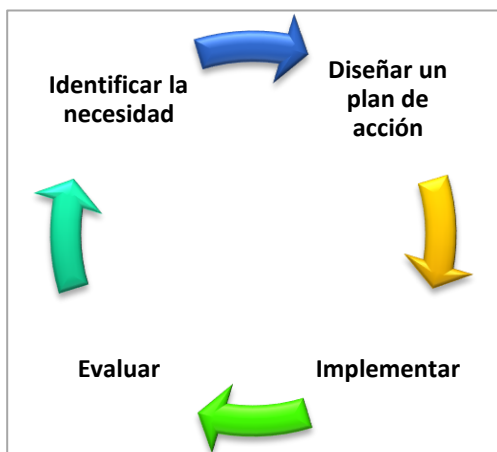 Identificar la
necesidad
Diseñar un
plan de
acción
Implementar
Evaluar